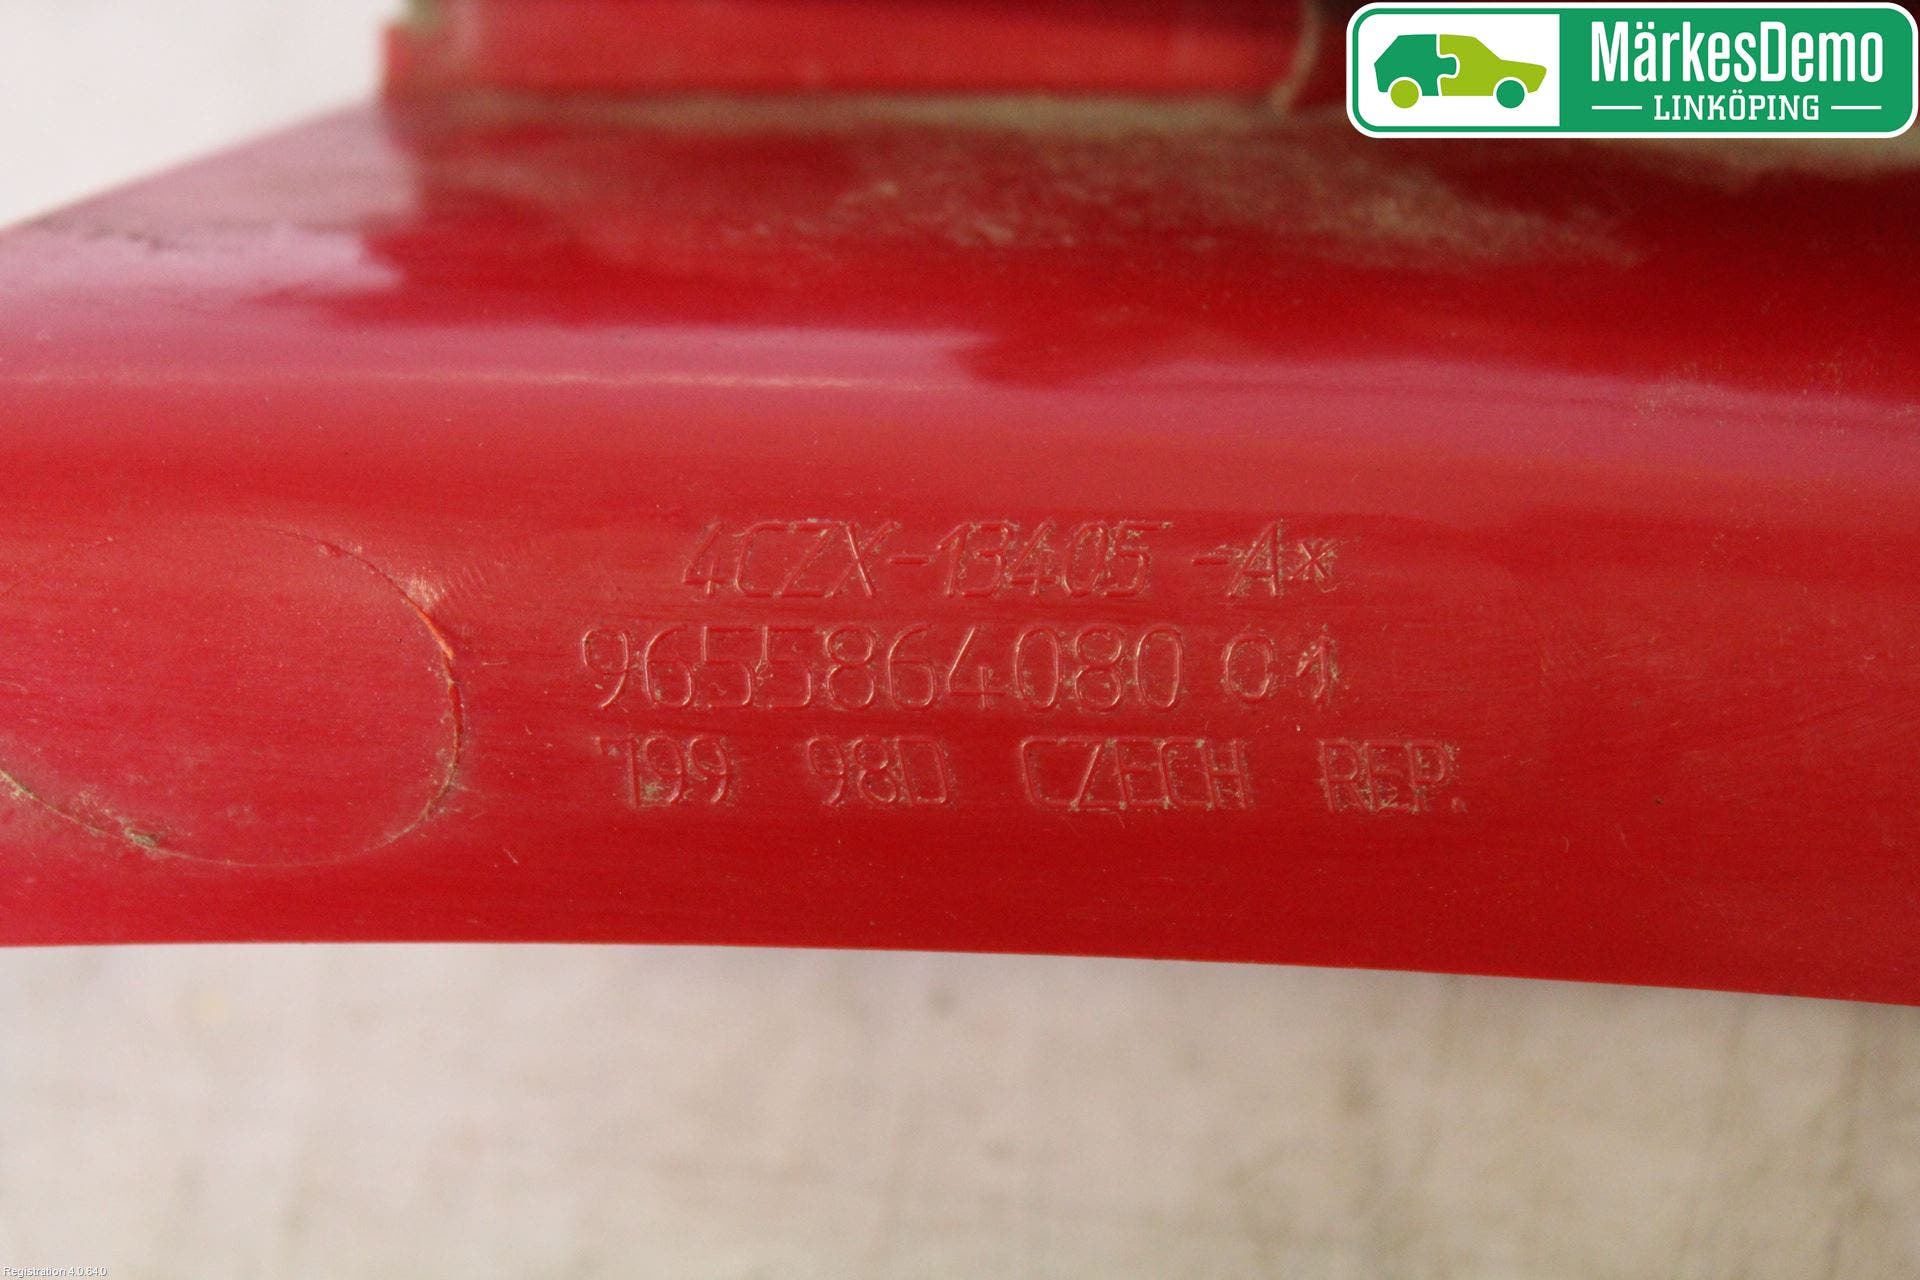 MärkesDemo
LINKÖPING
4CZX-13405-A*
9655864080 01
199 98D CZECH REP.
Registration 4.0.64.0